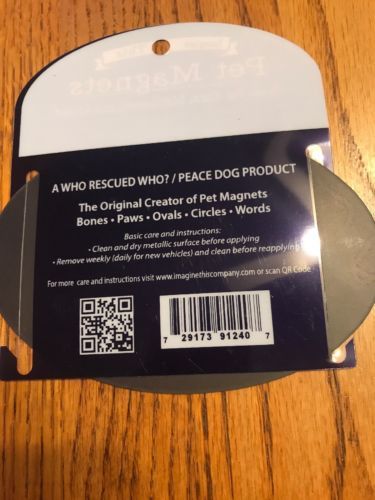 Pet Magnets
A WHO RESCUED WHO? / PEACE DOG PRODUCT
The Original Creator of Pet Magnets
Bones • Paws • Ovals • Circles • Words
Basic care and instructions:
• Clean and dry metallic surface before applying
• Remove weekly (daily for new vehicles) and clean before reapplying
For more care and instructions visit www.imaginethiscompany.com or scan QR Code
7 29173 91240 7